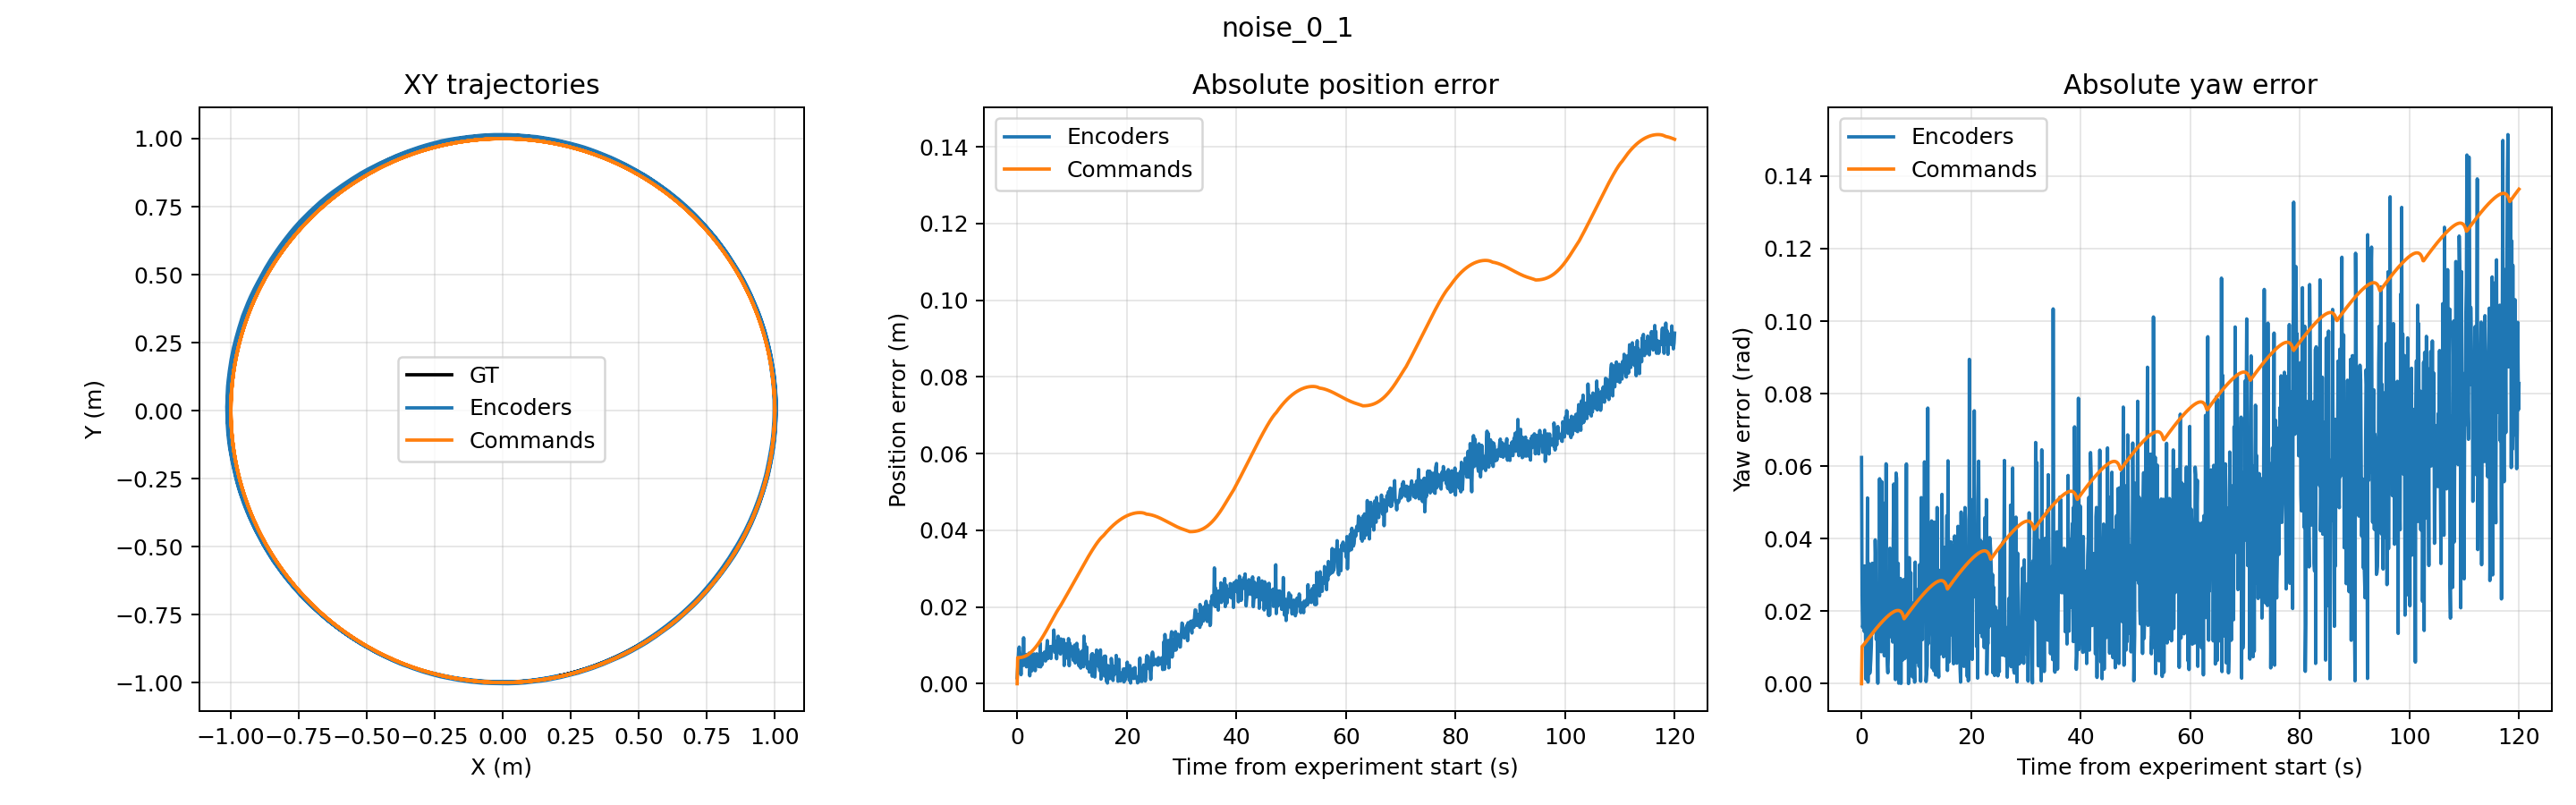 noise_0_1
XY trajectories
1.00
0.75
0.50
0.25
0.00
−0.25
−0.50
−0.75
−1.00
Y (m)
GT
Encoders
Commands
−1.00 −0.75 −0.50 −0.25 0.00 0.25 0.50 0.75 1.00
X (m)
Absolute position error
Encoders
Commands
0.14
0.12
0.10
0.08
0.06
0.04
0.02
0.00
Position error (m)
0 20 40 60 80 100 120
Time from experiment start (s)
Absolute yaw error
Encoders
Commands
0.14
0.12
0.10
0.08
0.06
0.04
0.02
0.00
Yaw error (rad)
0 20 40 60 80 100 120
Time from experiment start (s)